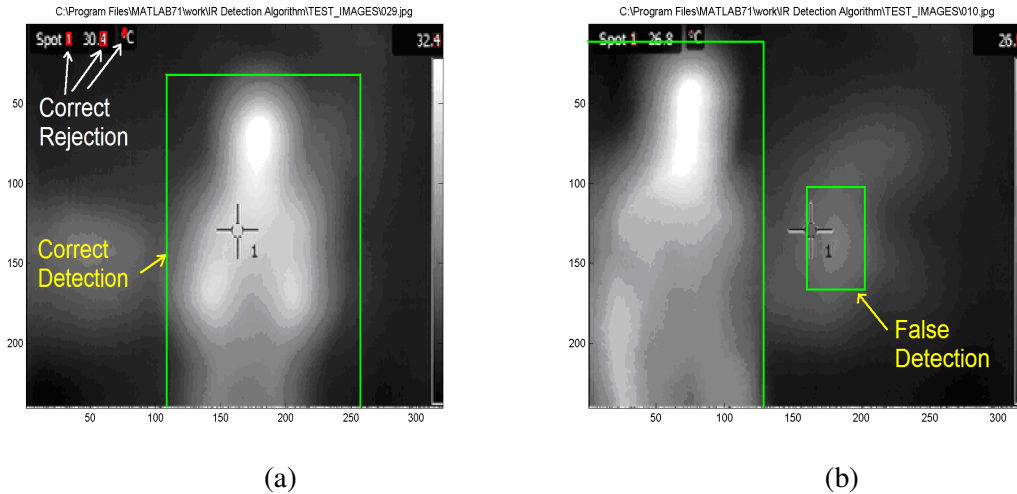 C:\Program Files\MATLAB71\work\IR Detection Algorithm\TEST_IMAGES\029.jpg
Spot 1 30.4 °C
32.4
Correct
Rejection
Correct
Detection
1
50
100
150
200
50
100
150
200
250
300
(a)
C:\Program Files\MATLAB71\work\IR Detection Algorithm\TEST_IMAGES\010.jpg
Spot 1 26.8 °C
26.
1
False
Detection
50
100
150
200
50
100
150
200
250
300
(b)